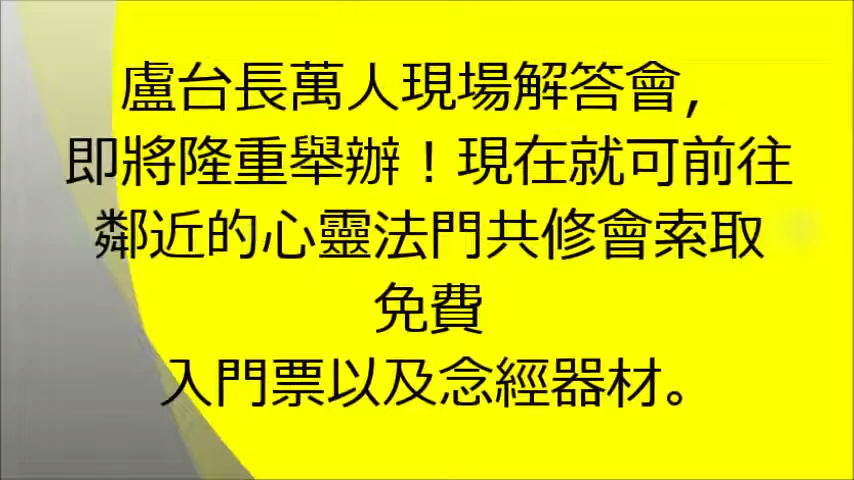 盧台長萬人現場解答會，
即將隆重舉辦！現在就可前往
鄰近的心靈法門共修會索取
免費
入門票以及念經器材。